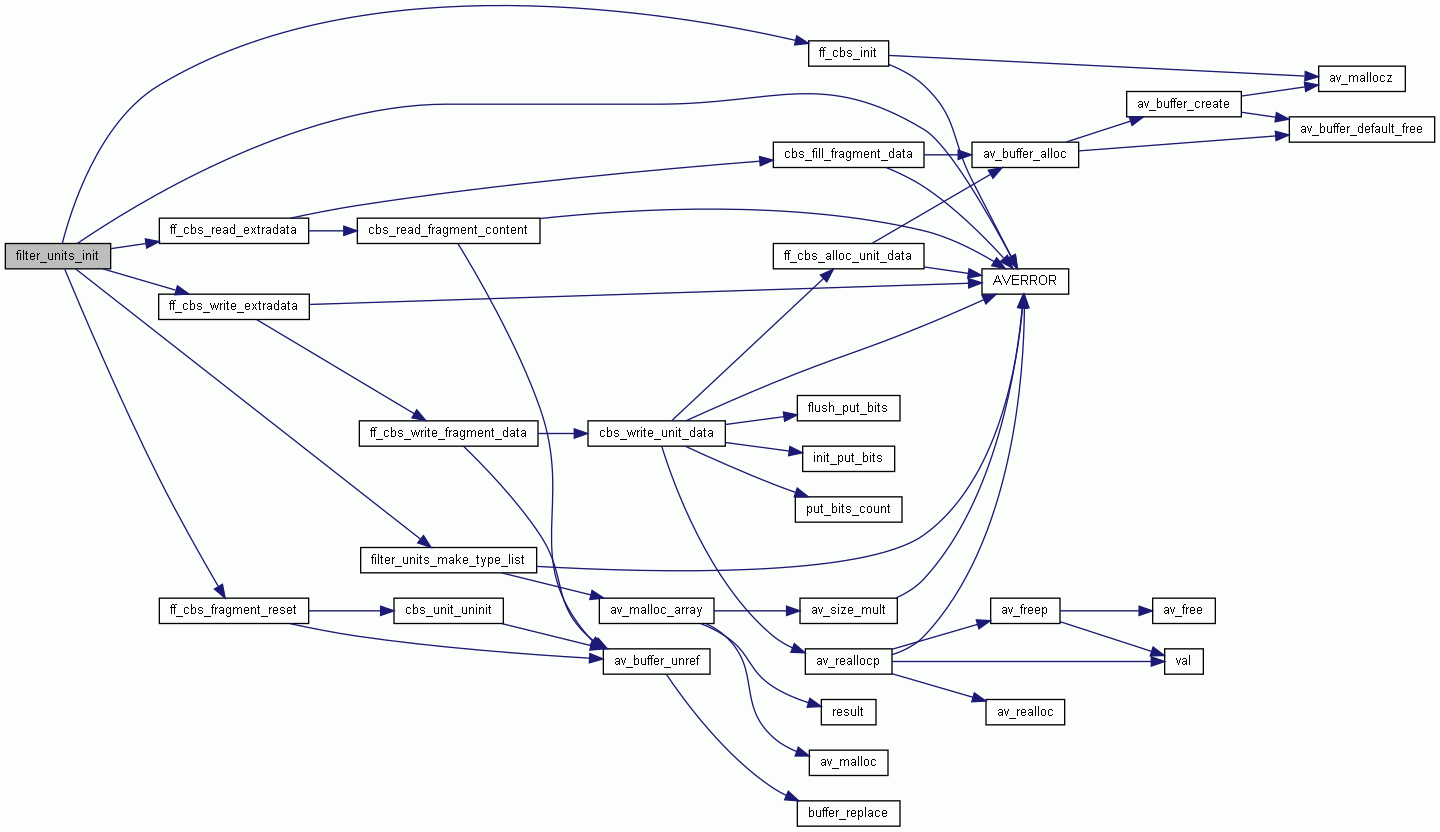 ff_cbs_init
av_mallocz
av_buffer_create
av_buffer_default_free
cbs_fill_fragment_data
av_buffer_alloc
ff_cbs_read_extradata
cbs_read_fragment_content
filter_units_init
ff_cbs_alloc_unit_data
AVERROR
ff_cbs_write_extradata
flush_put_bits
ff_cbs_write_fragment_data
cbs_write_unit_data
init_put_bits
put_bits_count
filter_units_make_type_list
ff_cbs_fragment_reset
cbs_unit_uninit
av_malloc_array
av_size_mult
av_freep
av_free
av_buffer_unref
av_reallocp
val
result
av_realloc
av_malloc
buffer_replace